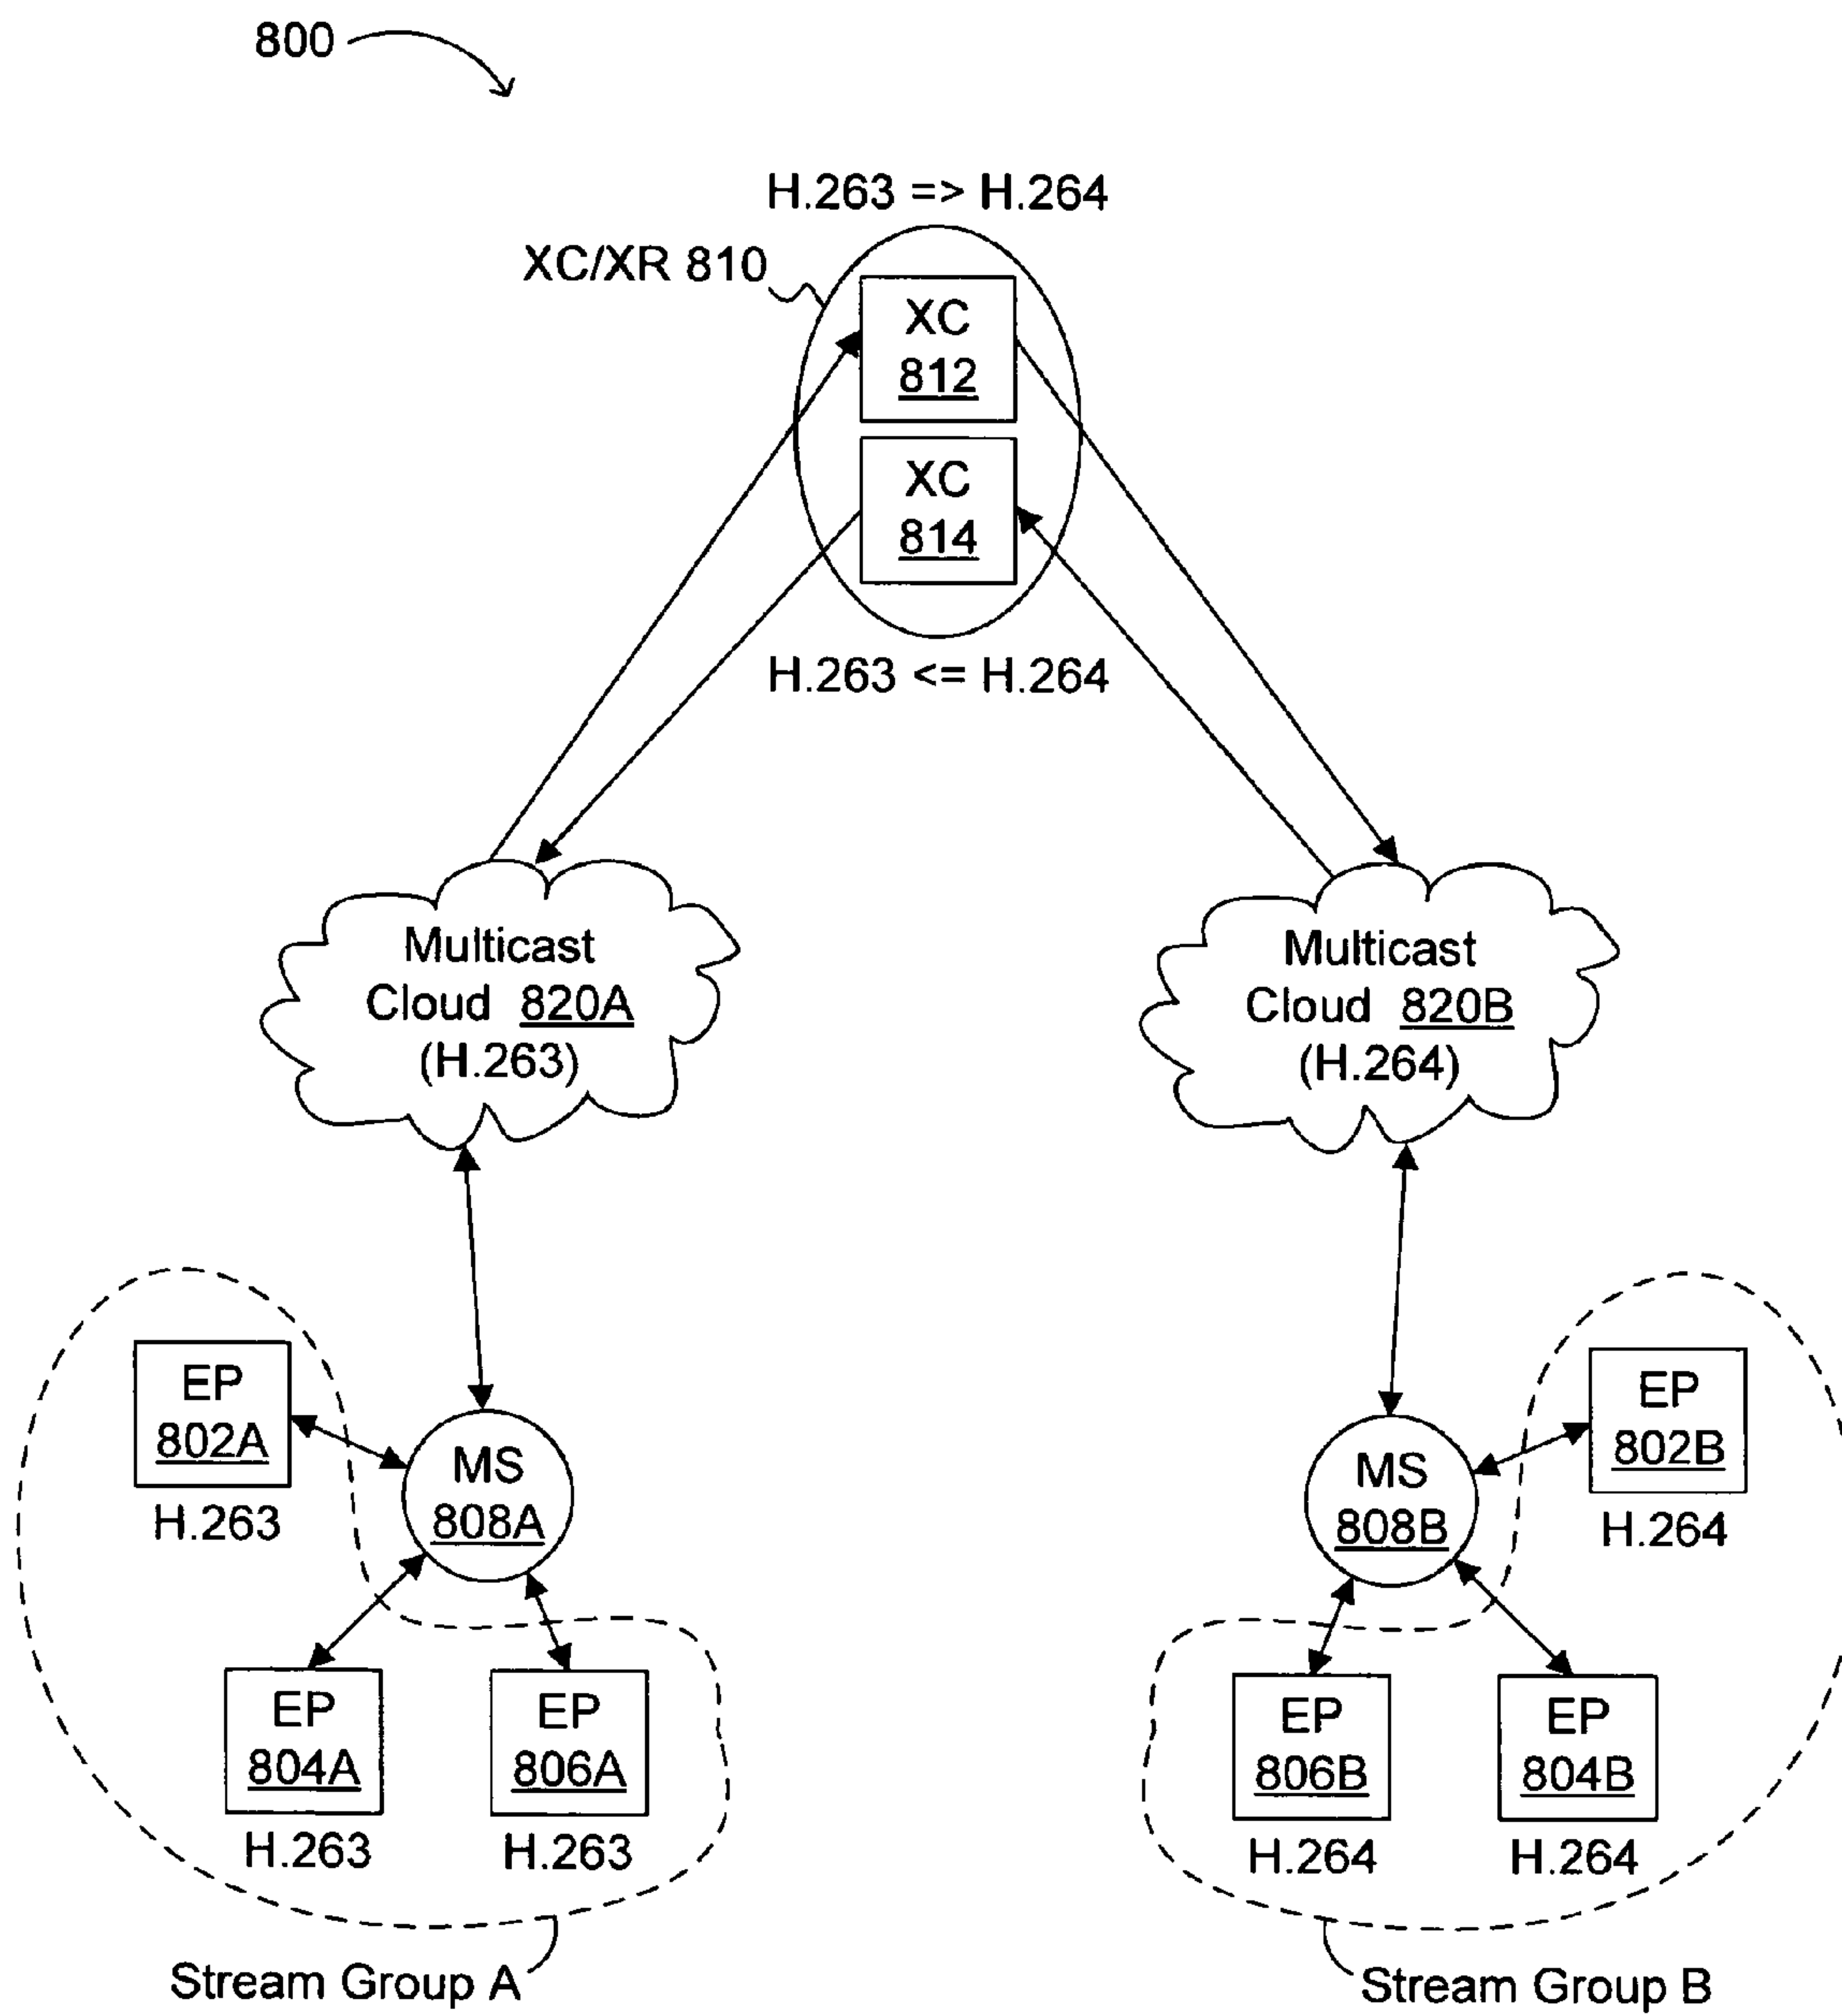 800
H.263 => H.264
XC/XR 810
XC
812
XC
814
H.263 <= H.264
Multicast
Cloud 820A
(H.263)
Multicast
Cloud 820B
(H.264)
EP
802A
H.263
MS
808A
EP
804A
H.263
EP
806A
H.263
Stream Group A
MS
808B
EP
802B
H.264
EP
806B
H.264
EP
804B
H.264
Stream Group B